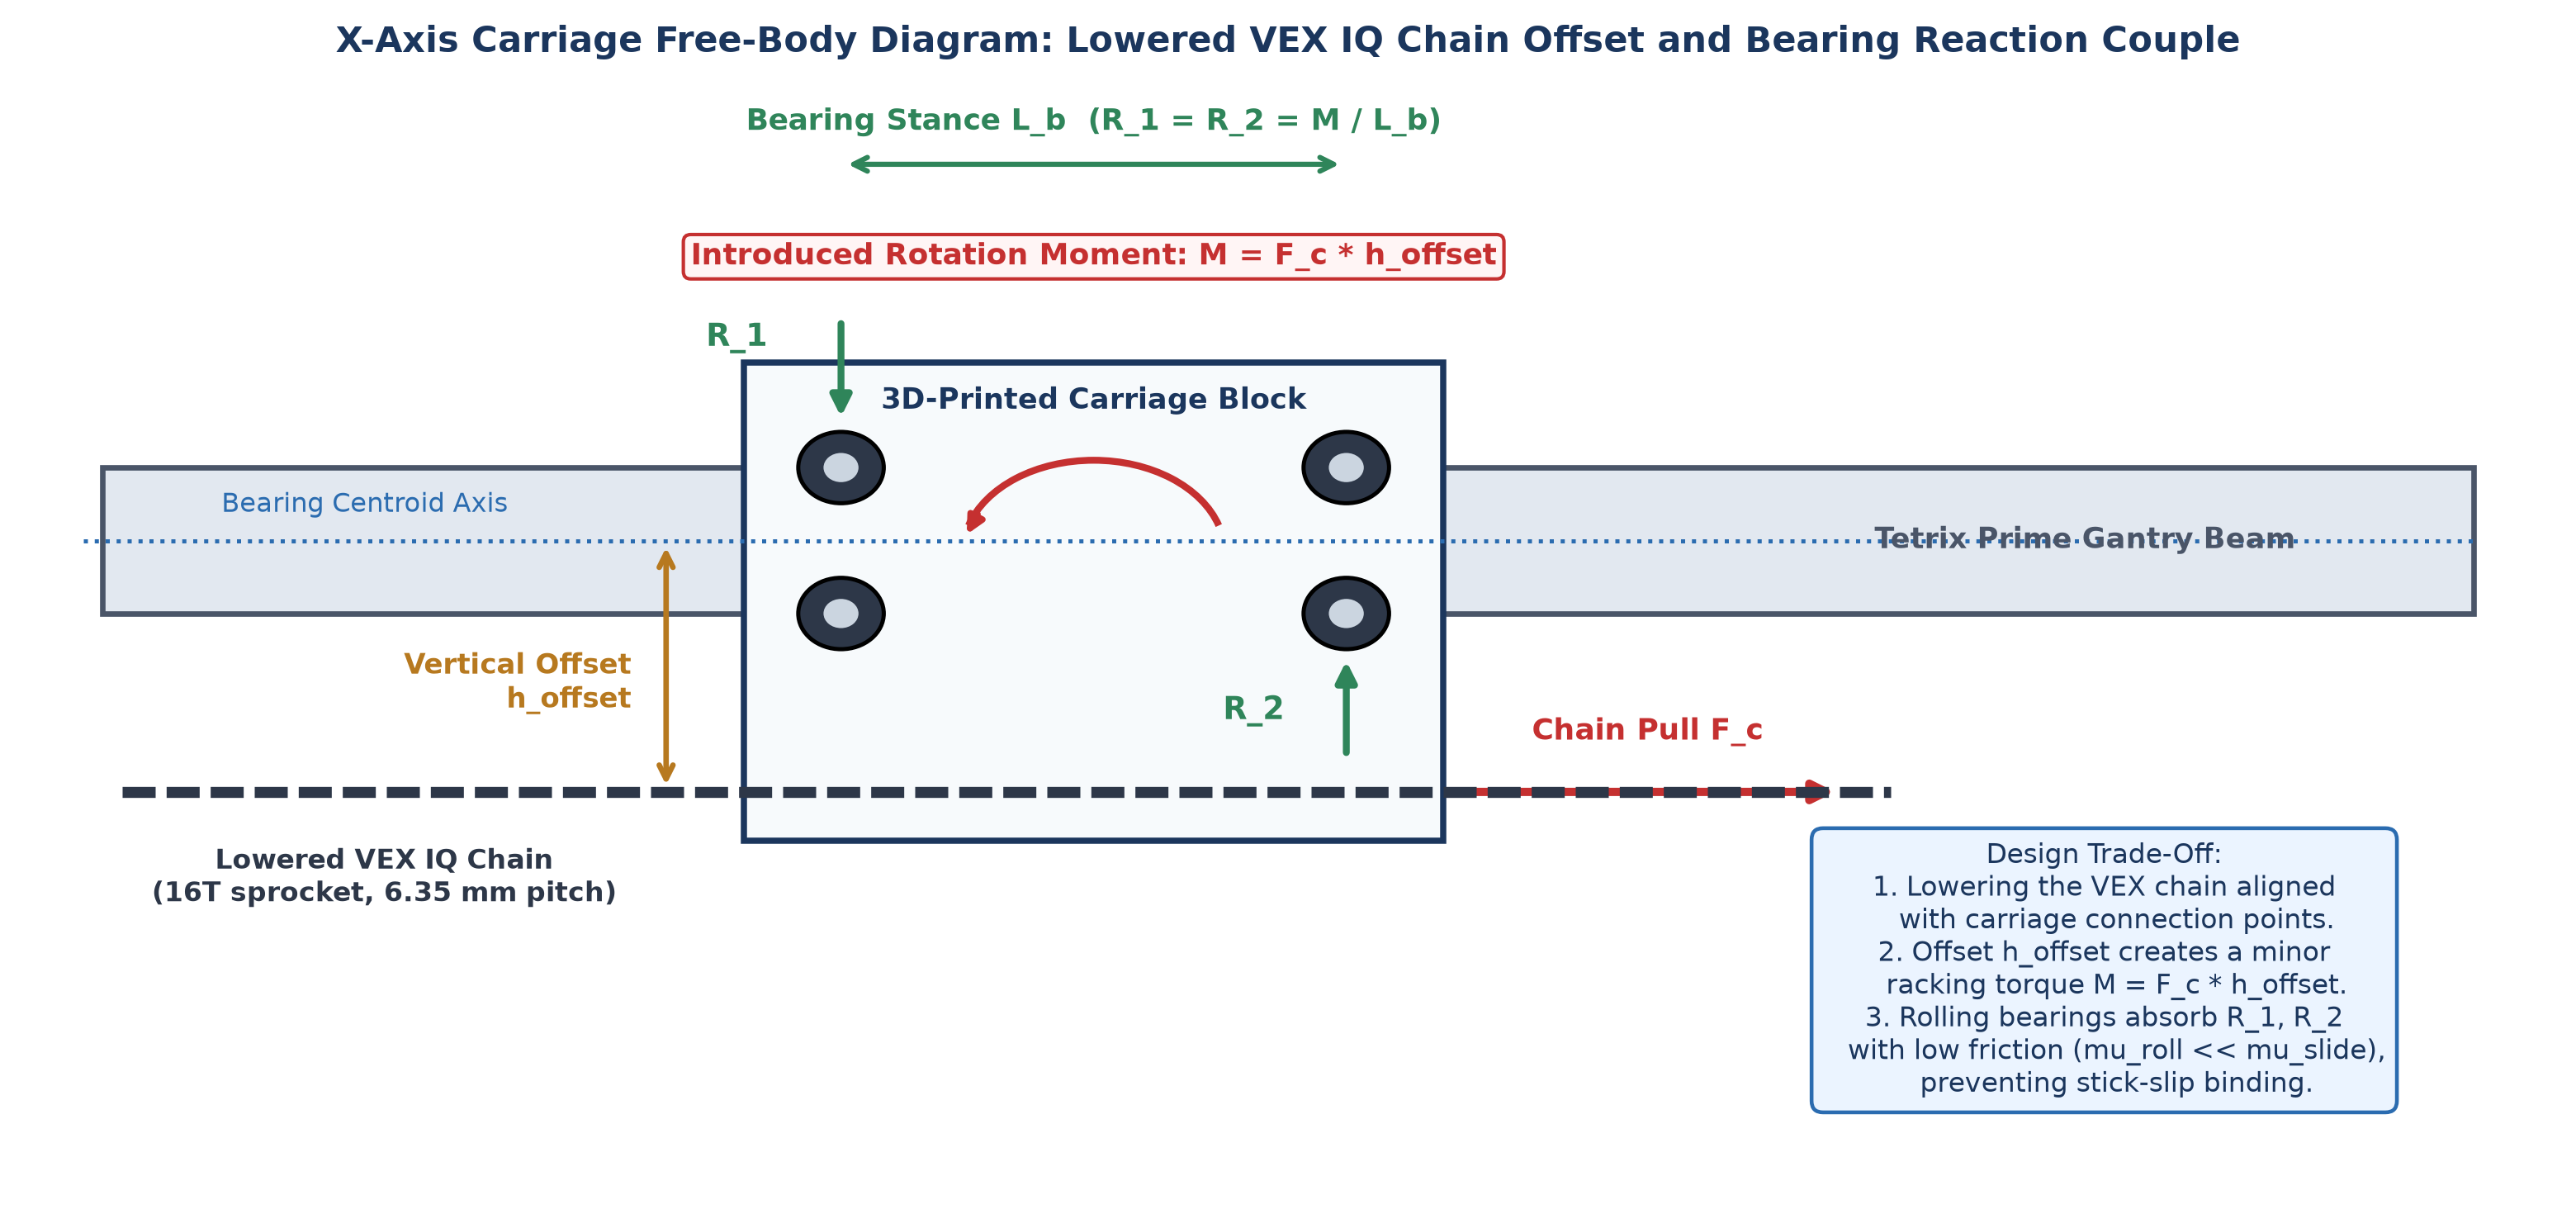 X-Axis Carriage Free-Body Diagram: Lowered VEX IQ Chain Offset and Bearing Reaction Couple
Bearing Stance L_b  (R_1 = R_2 = M / L_b)
Introduced Rotation Moment: M = F_c * h_offset
R_1
3D-Printed Carriage Block
Bearing Centroid Axis
Tetrix Prime Gantry Beam
Vertical Offset
h_offset
R_2
Chain Pull F_c
Lowered VEX IQ Chain
(16T sprocket, 6.35 mm pitch)
Design Trade-Off:
1. Lowering the VEX chain aligned
with carriage connection points.
2. Offset h_offset creates a minor
racking torque M = F_c * h_offset.
3. Rolling bearings absorb R_1, R_2
with low friction (mu_roll << mu_slide),
preventing stick-slip binding.